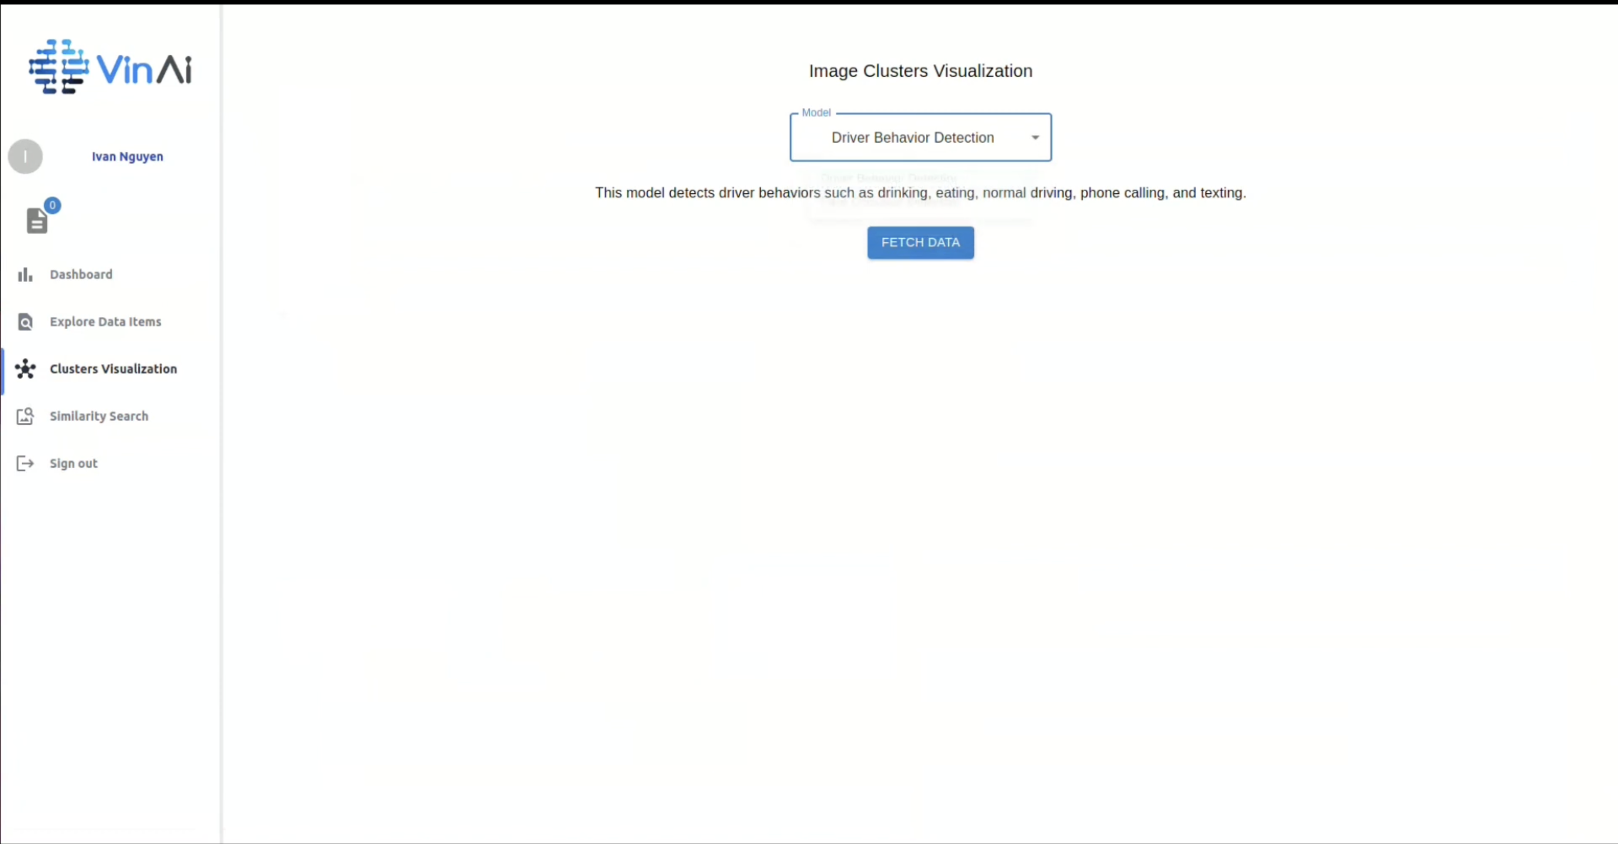 VinAi
I
Ivan Nguyen
0
Dashboard
Explore Data Items
Clusters Visualization
Similarity Search
Sign out
Image Clusters Visualization
Model
Driver Behavior Detection
This model detects driver behaviors such as drinking, eating, normal driving, phone calling, and texting.
FETCH DATA